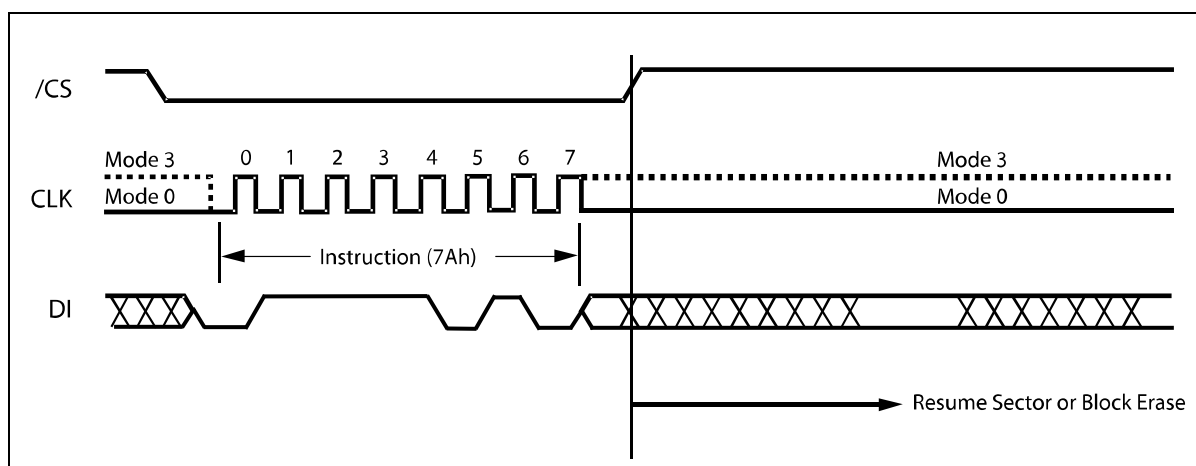 /CS
Mode 3
0 1 2 3 4 5 6 7
Mode 3
CLK
Mode 0
Mode 0
Instruction (7Ah)
DI
Resume Sector or Block Erase